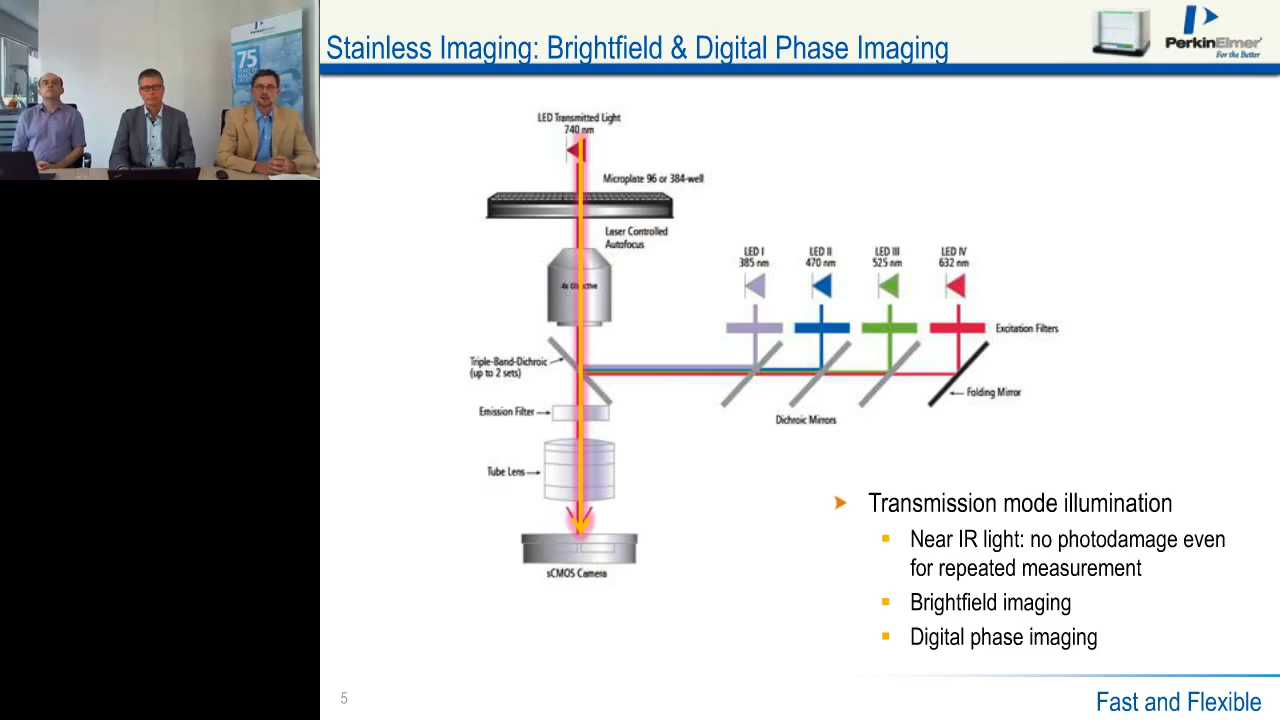 PerkinElmer
75
Stainless Imaging: Brightfield & Digital Phase Imaging
PerkinElmer
For the Better
LED Transmitted Light
740 nm
Microplate 96 or 384-well
Laser Controlled
Autofocus
4x Objective
LED I
385 nm
LED II
470 nm
LED III
525 nm
LED IV
632 nm
Excitation Filters
Triple-Band-Dichroic
(up to 2 sets)
Folding Mirror
Emission Filter
Dichroic Mirrors
Tube Lens
sCMOS Camera
Transmission mode illumination
Near IR light: no photodamage even
for repeated measurement
Brightfield imaging
Digital phase imaging
5
Fast and Flexible